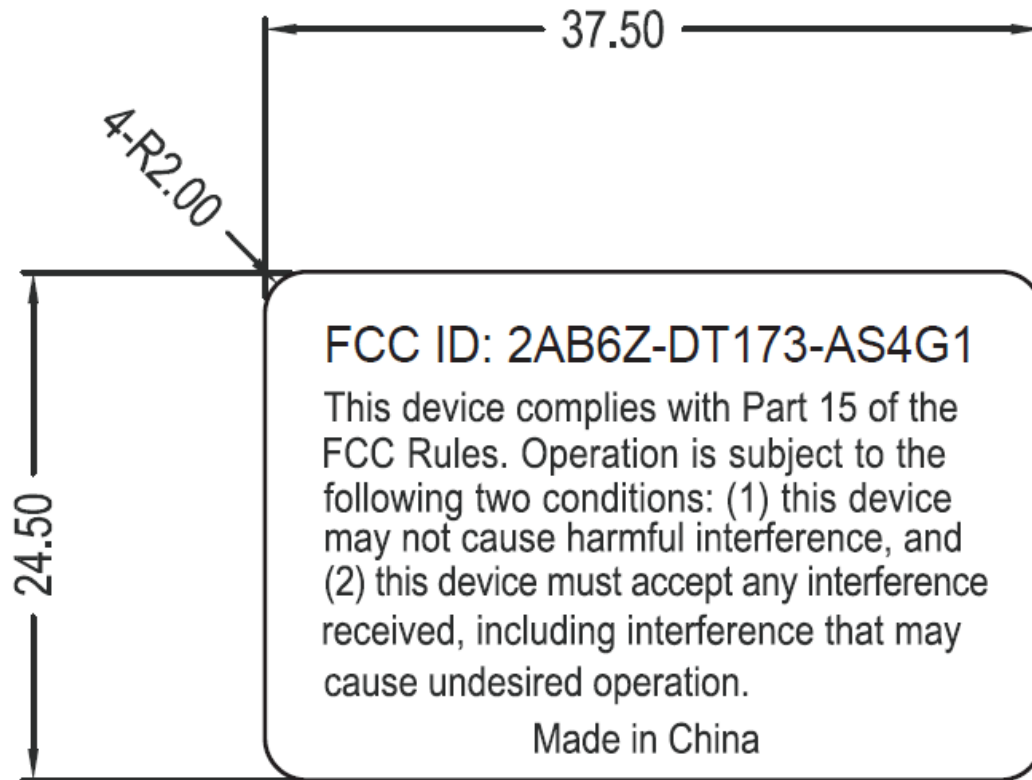 37.50
4-R2.00
24.50
FCC ID: 2AB6Z-DT173-AS4G1
This device complies with Part 15 of the
FCC Rules. Operation is subject to the
following two conditions: (1) this device
may not cause harmful interference, and
(2) this device must accept any interference
received, including interference that may
cause undesired operation.
Made in China